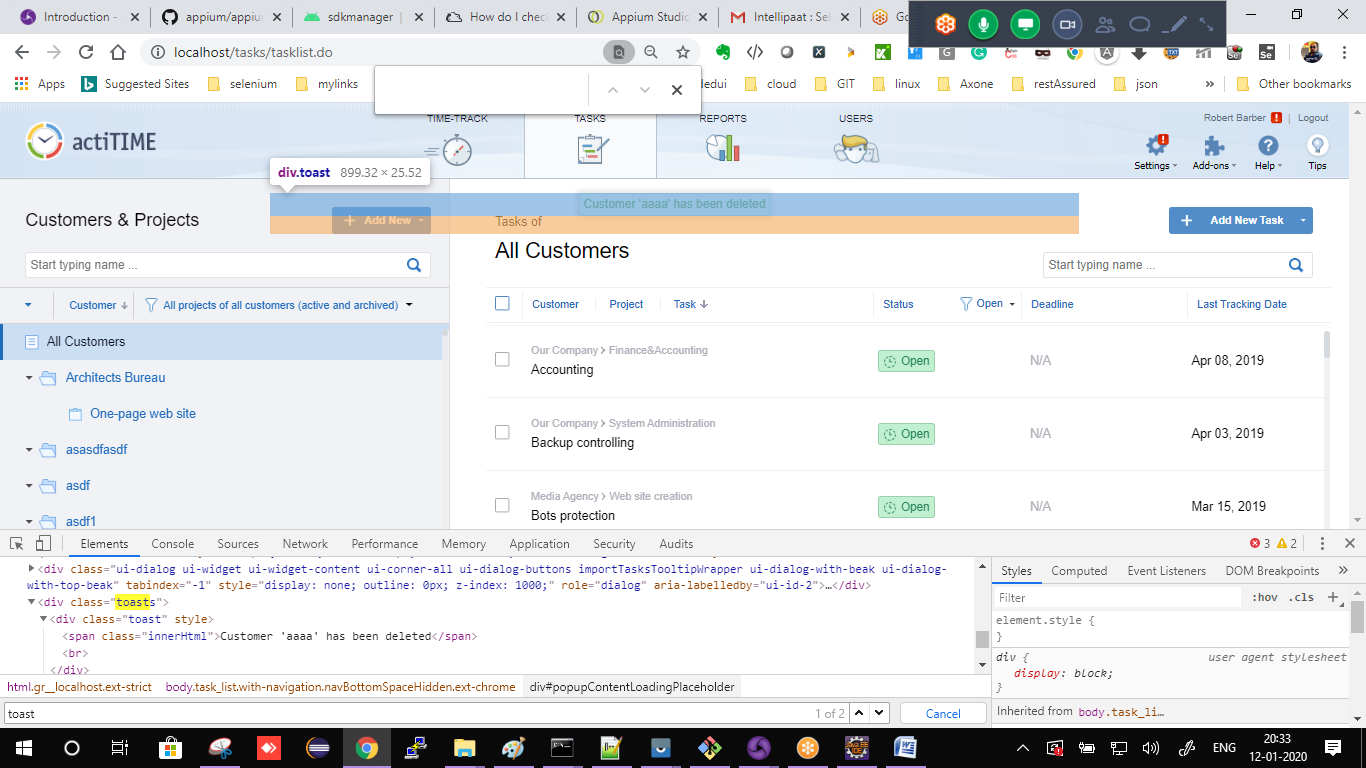 Introduction -
appium/appiu
sdkmanager |
How do I chec
Appium Studio
Intellipaat : Sel
Go
localhost/tasks/tasklist.do
Apps
Suggested Sites
selenium
mylinks
dedui
cloud
GIT
linux
Axone
restAssured
json
»
Other bookmarks
actiTIME
TIME-TRACK
TASKS
REPORTS
USERS
Robert Barber ! | Logout
Settings
Add-ons
Help
Tips
div.toast 899.32 × 25.52
Customer 'aaaa' has been deleted
Customers & Projects
+ Add New
Tasks of
All Customers
+ Add New Task
Start typing name ...
Start typing name ...
Customer ↓
All projects of all customers (active and archived)
Customer
Project
Task ↓
Status
Open
Deadline
Last Tracking Date
All Customers
Architects Bureau
One-page web site
asasdfasdf
asdf
asdf1
Our Company > Finance&Accounting
Accounting
Open
N/A
Apr 08, 2019
Our Company > System Administration
Backup controlling
Open
N/A
Apr 03, 2019
Media Agency > Web site creation
Bots protection
Open
N/A
Mar 15, 2019
Elements Console Sources Network Performance Memory Application Security Audits
3 2
<div class="ui-dialog ui-widget ui-widget-content ui-corner-all ui-dialog-buttons importTasksTooltipWrapper ui-dialog-with-beak ui-dialog-
with-top-beak" tabindex="-1" style="display: none; outline: 0px; z-index: 1000;" role="dialog" aria-labelledby="ui-id-2">…</div>
<div class="toasts">
<div class="toast" style>
<span class="innerHtml">Customer 'aaaa' has been deleted</span>
<br>
</div>
html.gr__localhost.ext-strict body.task_list.with-navigation.navBottomSpaceHidden.ext-chrome div#popupContentLoadingPlaceholder
toast
1 of 2
Cancel
Styles Computed Event Listeners DOM Breakpoints »
Filter
:hov .cls +
element.style {
}
div { user agent stylesheet
display: block;
}
Inherited from body.task_li…
ENG
20:33
12-01-2020